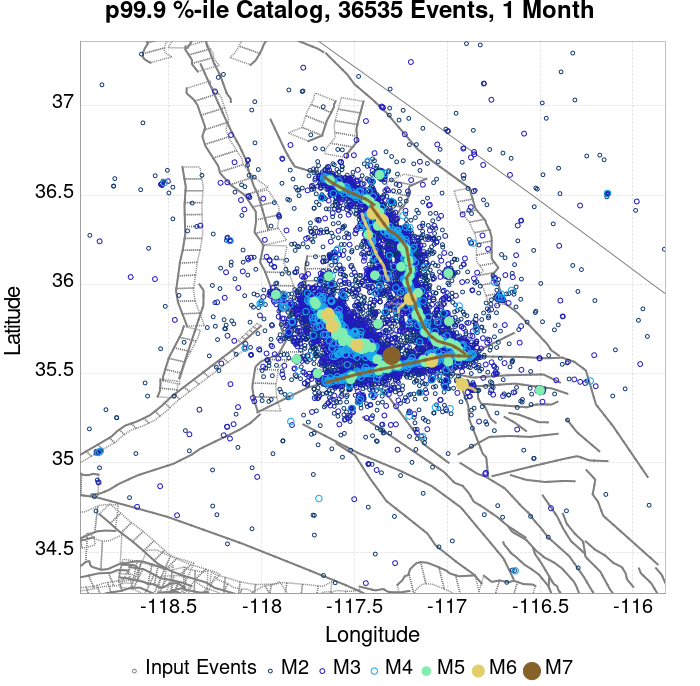 p99.9 %-ile Catalog, 36535 Events, 1 Month
37
36.5
36
35.5
35
34.5
Latitude
-118.5 -118 -117.5 -117 -116.5 -116
Longitude
Input Events M2 M3 M4 M5 M6 M7